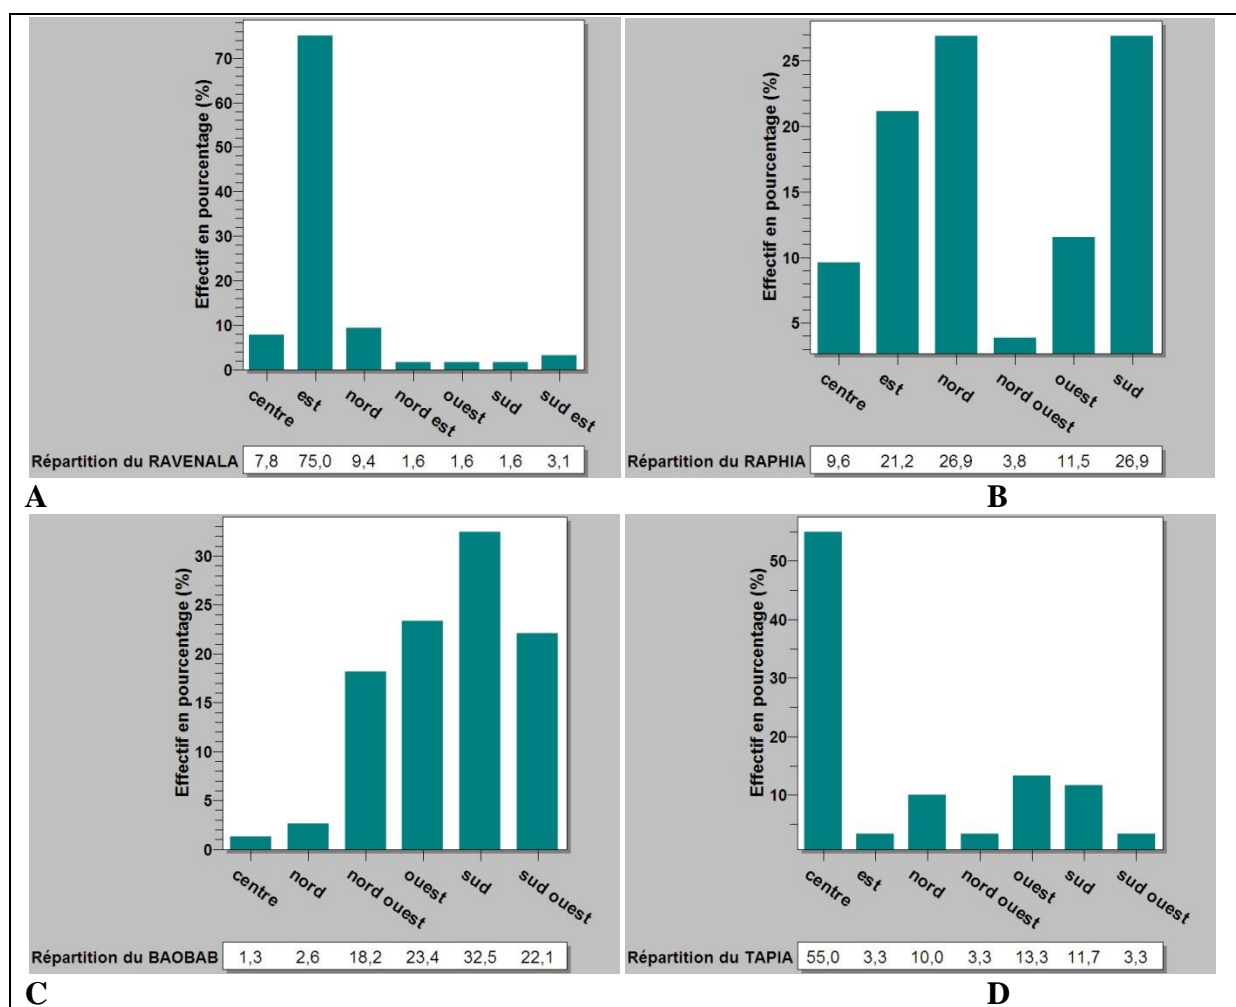 Effectif en pourcentage (%)
70
60
50
40
30
20
10
0
centre
est
nord
nord est
ouest
sud
sud est
Répartition du RAVENALA 7,8 75,0 9,4 1,6 1,6 1,6 3,1
A
Effectif en pourcentage (%)
25
20
15
10
5
centre
est
nord
nord ouest
ouest
sud
Répartition du RAPHIA 9,6 21,2 26,9 3,8 11,5 26,9
B
Effectif en pourcentage (%)
30
25
20
15
10
5
0
centre
nord
nord ouest
ouest
sud
sud ouest
Répartition du BAOBAB 1,3 2,6 18,2 23,4 32,5 22,1
C
Effectif en pourcentage (%)
50
40
30
20
10
centre
est
nord
nord ouest
ouest
sud
sud ouest
Répartition du TAPIA 55,0 3,3 10,0 3,3 13,3 11,7 3,3
D